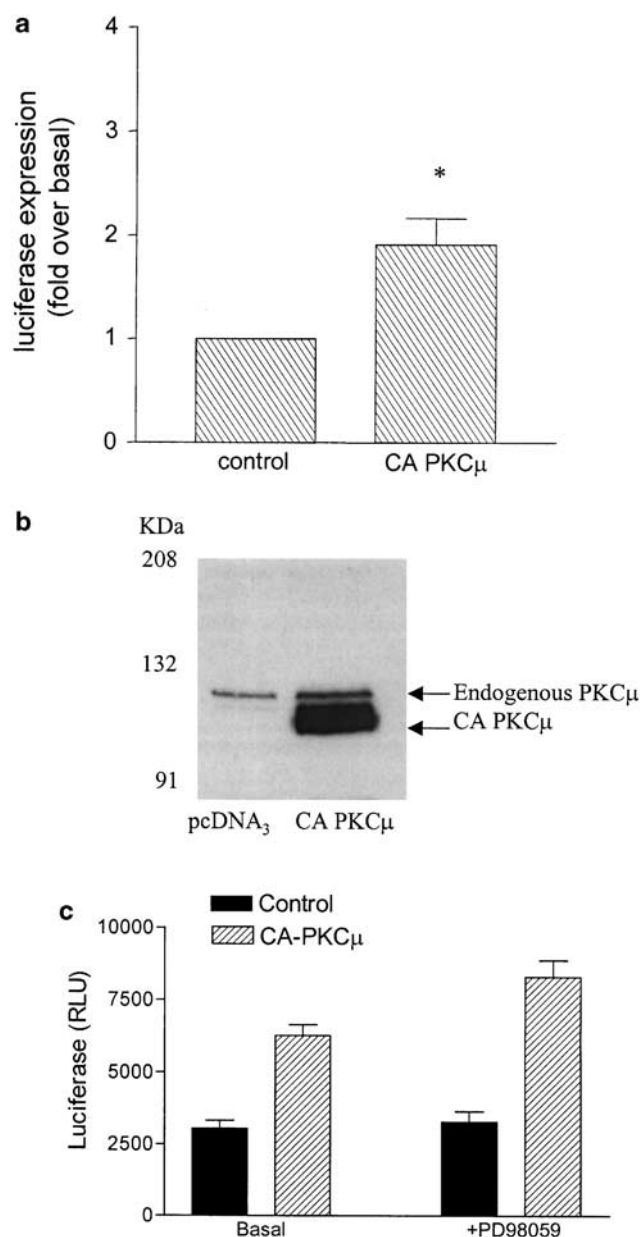 a
luciferase expression
(fold over basal)
4
3
2
1
0
*
control CA PKCμ
b
KDa
208
132
91
Endogenous PKCμ
CA PKCμ
pcDNA3 CA PKCμ
c
Control
CA-PKCμ
Luciferase (RLU)
10000
7500
5000
2500
0
Basal +PD98059